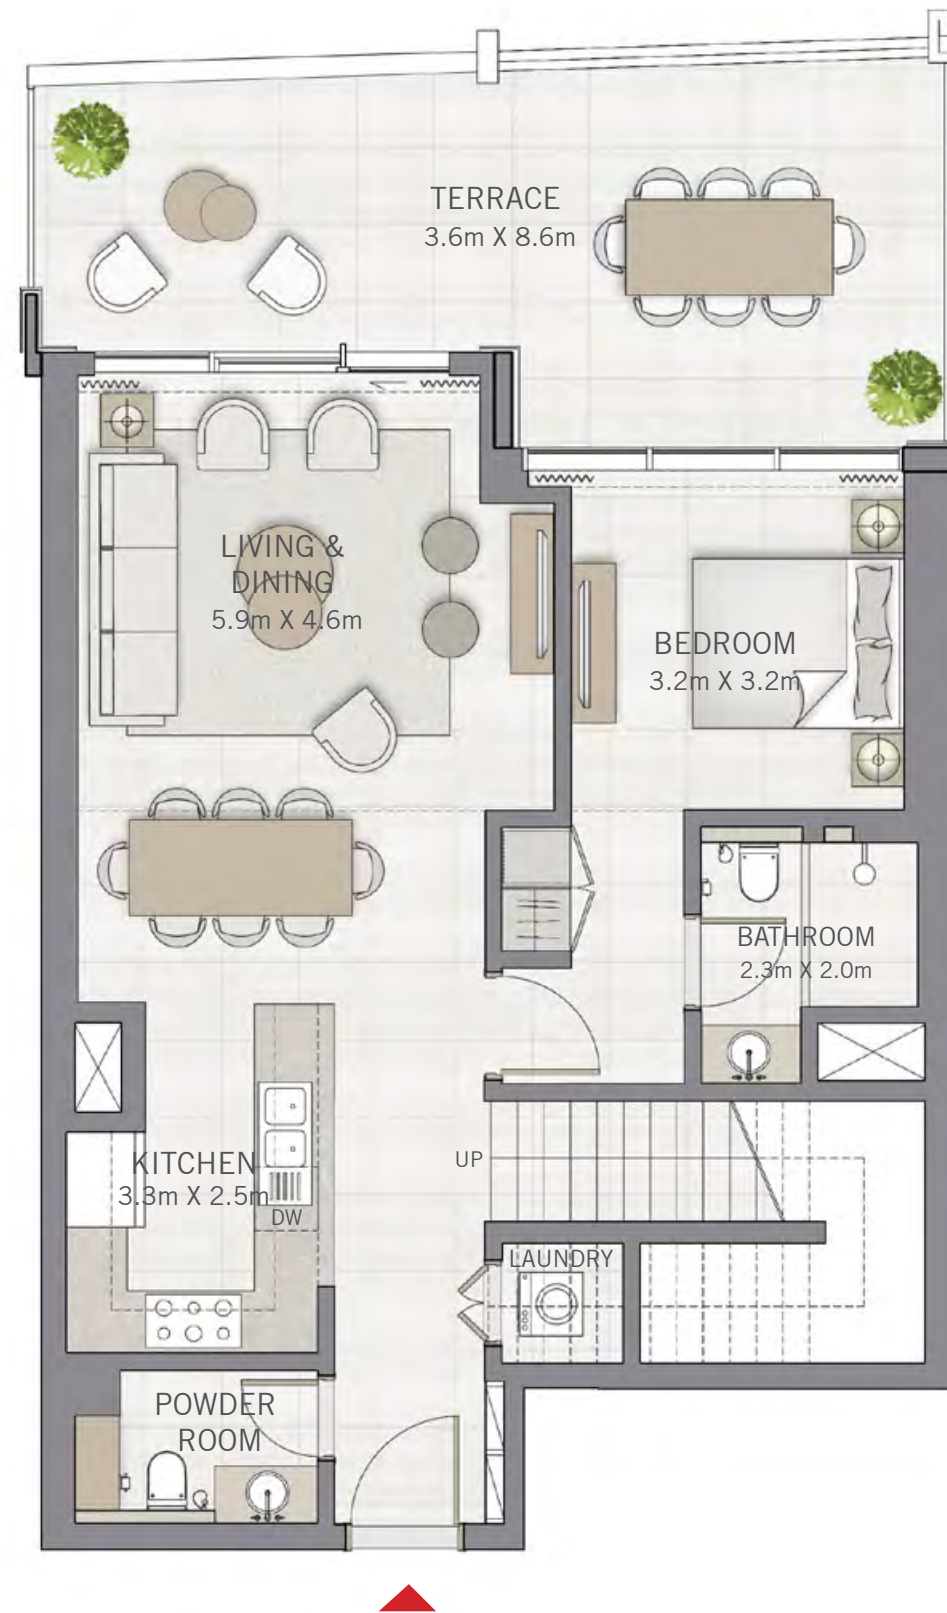 TERRACE
3.6m X 8.6m
LIVING &
DINING
5.9m X 4.6m
BEDROOM
3.2m X 3.2m
BATHROOM
2.3m X 2.0m
KITCHEN
3.3m X 2.5m
UP
DW
LAUNDRY
POWDER
ROOM